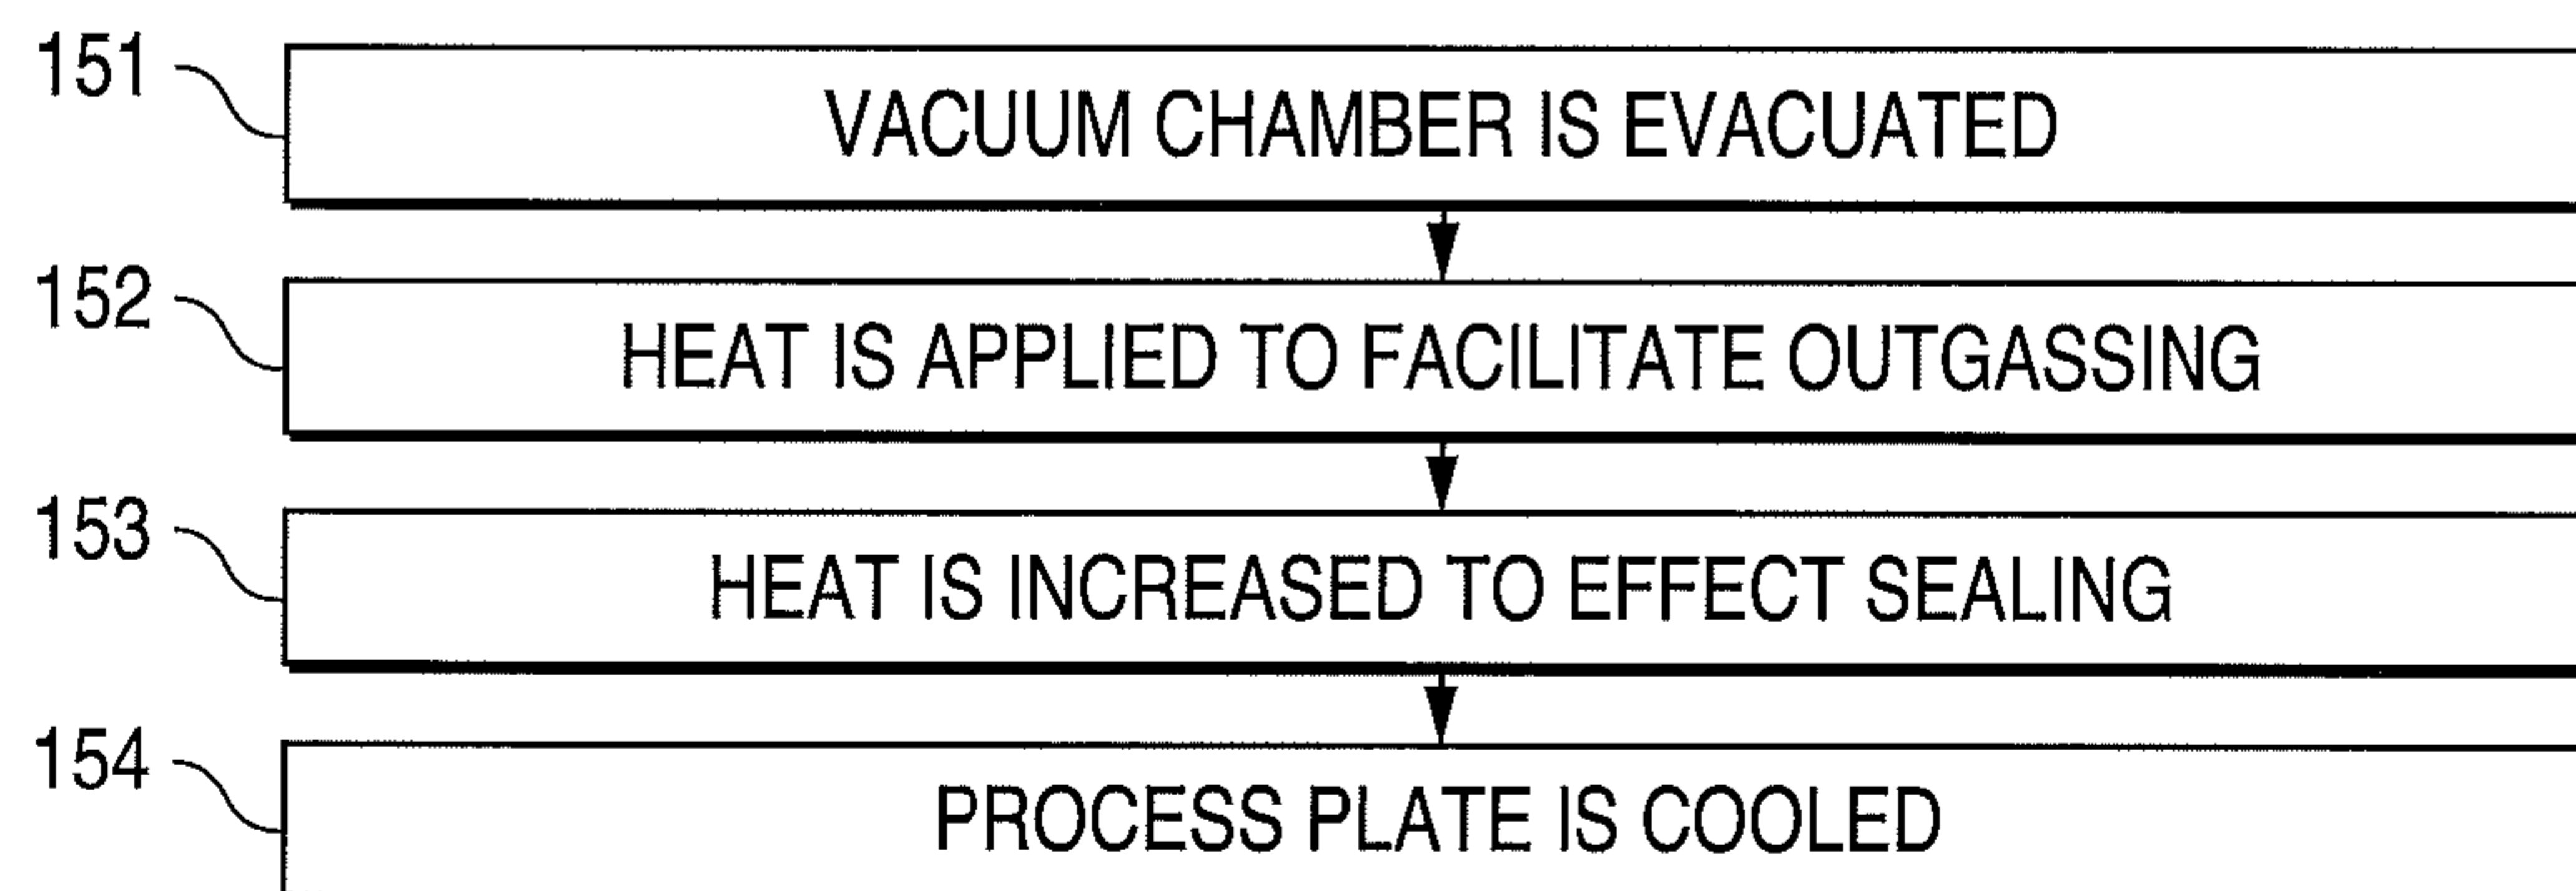 151 VACUUM CHAMBER IS EVACUATED
152 HEAT IS APPLIED TO FACILITATE OUTGASSING
153 HEAT IS INCREASED TO EFFECT SEALING
154 PROCESS PLATE IS COOLED